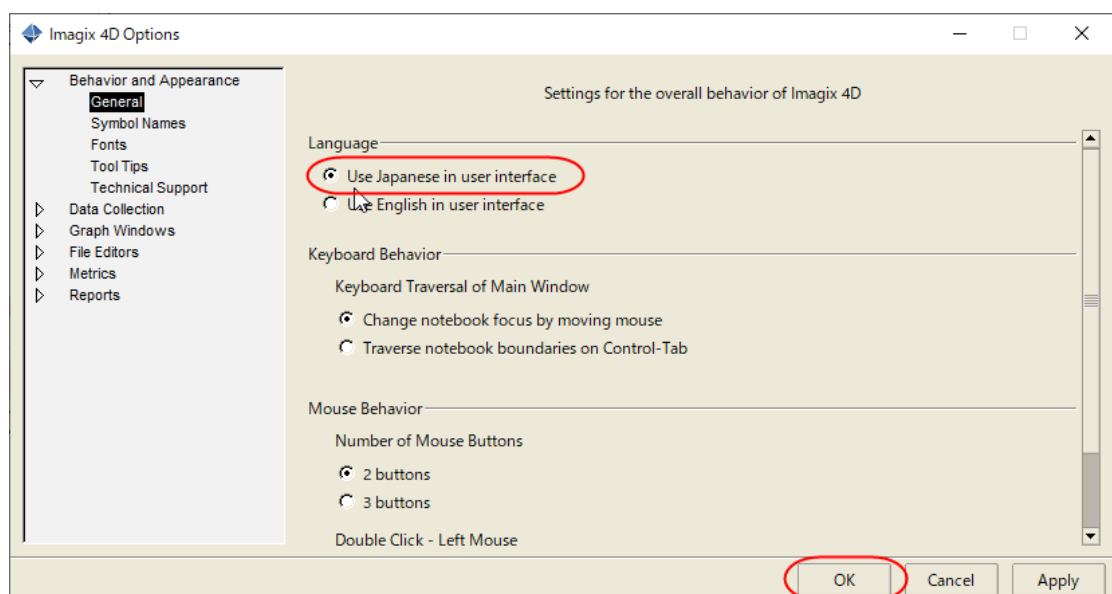 Imagix 4D Options
Behavior and Appearance
General
Symbol Names
Fonts
Tool Tips
Technical Support
Data Collection
Graph Windows
File Editors
Metrics
Reports
Settings for the overall behavior of Imagix 4D
Language
Use Japanese in user interface
Use English in user interface
Keyboard Behavior
Keyboard Traversal of Main Window
Change notebook focus by moving mouse
Traverse notebook boundaries on Control-Tab
Mouse Behavior
Number of Mouse Buttons
2 buttons
3 buttons
Double Click - Left Mouse
OK Cancel Apply